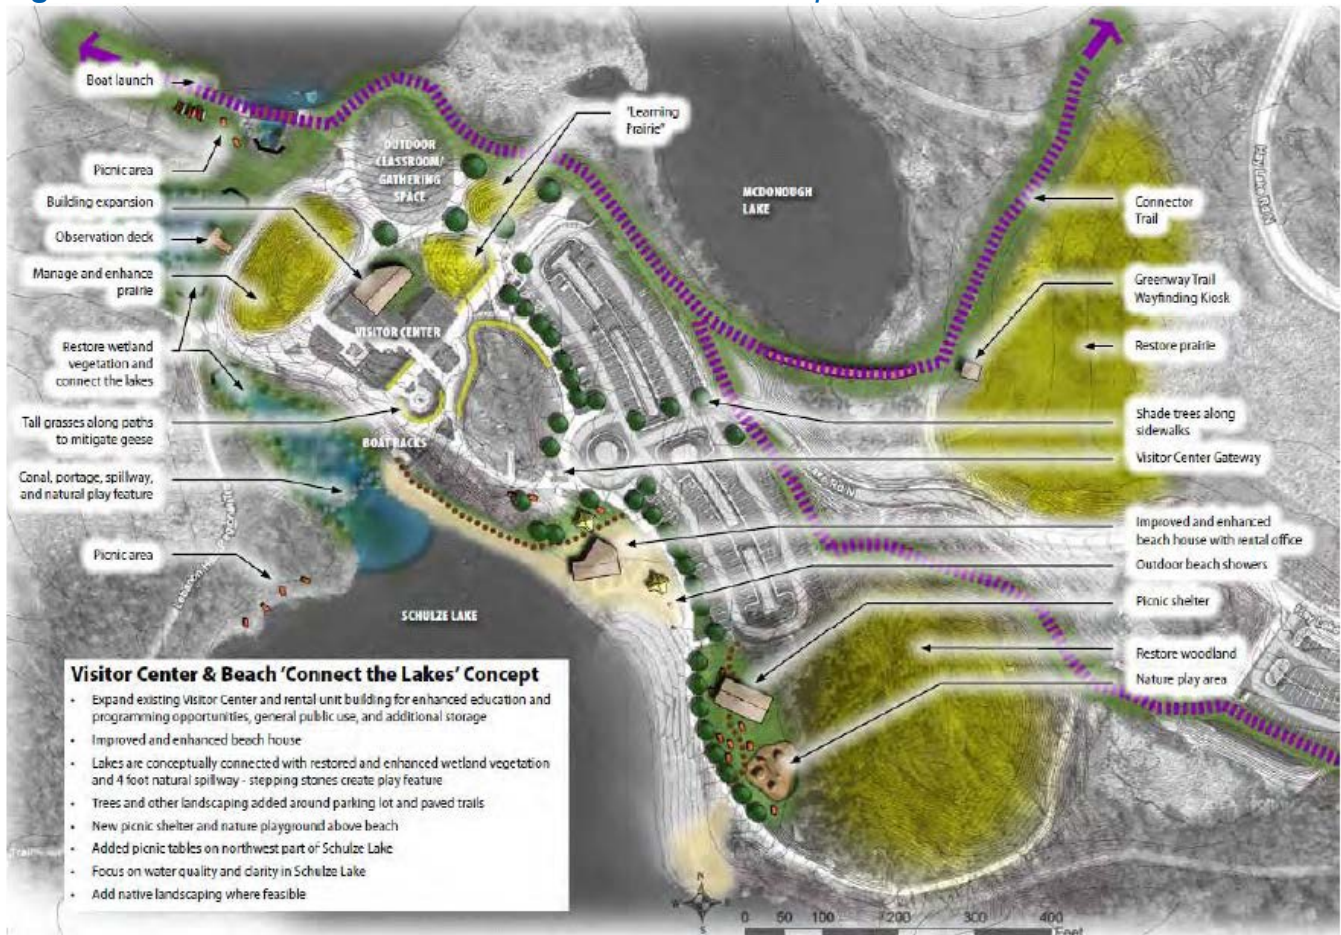 Boat launch
Picnic area
Building expansion
Observation deck
Manage and enhance
prairie
Restore wetland
vegetation and
connect the lakes
Tall grasses along paths
to mitigate geese
Canal, portage, spillway,
and natural play feature
Picnic area
"Learning
Prairie"
OUTDOOR
CLASSROOM/
GATHERING
SPACE
MCDONOUGH
LAKE
VISITOR CENTER
BOAT RACKS
SCHULZE LAKE
Connector
Trail
Greenway Trail
Wayfinding Kiosk
Restore prairie
Shade trees along
sidewalks
Visitor Center Gateway
Improved and enhanced
beach house with rental office
Outdoor beach showers
Picnic shelter
Restore woodland
Nature play area
Visitor Center & Beach 'Connect the Lakes' Concept
• Expand existing Visitor Center and rental unit building for enhanced education and
programming opportunities, general public use, and additional storage
• Improved and enhanced beach house
• Lakes are conceptually connected with restored and enhanced wetland vegetation
and 4 foot natural spillway - stepping stones create play feature
• Trees and other landscaping added around parking lot and paved trails
• New picnic shelter and nature playground above beach
• Added picnic tables on northwest part of Schulze Lake
• Focus on water quality and clarity in Schulze Lake
• Add native landscaping where feasible
N
S
0 50 100 200 300 400
Feet